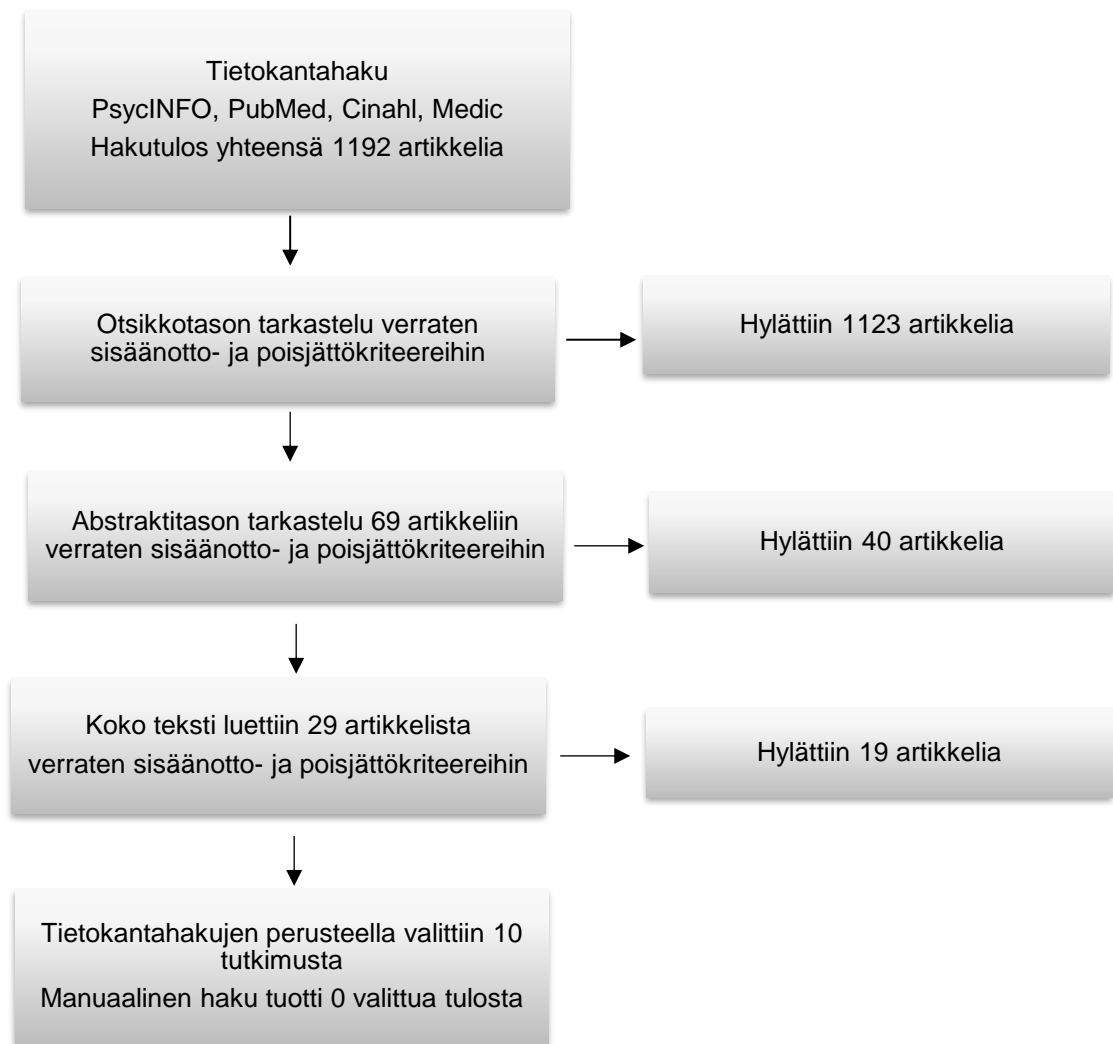 Tietokantahaku
PsycINFO, PubMed, Cinahl, Medic
Hakutulos yhteensä 1192 artikkelia
Otsikkotason tarkastelu verraten
sisäänotto- ja poisjättökriteereihin
Hylättiin 1123 artikkelia
Abstraktitason tarkastelu 69 artikkeliin
verraten sisäänotto- ja poisjättökriteereihin
Hylättiin 40 artikkelia
Koko teksti luettiin 29 artikkelista
verraten sisäänotto- ja poisjättökriteereihin
Hylättiin 19 artikkelia
Tietokantahakujen perusteella valittiin 10
tutkimusta
Manuaalinen haku tuotti 0 valittua tulosta